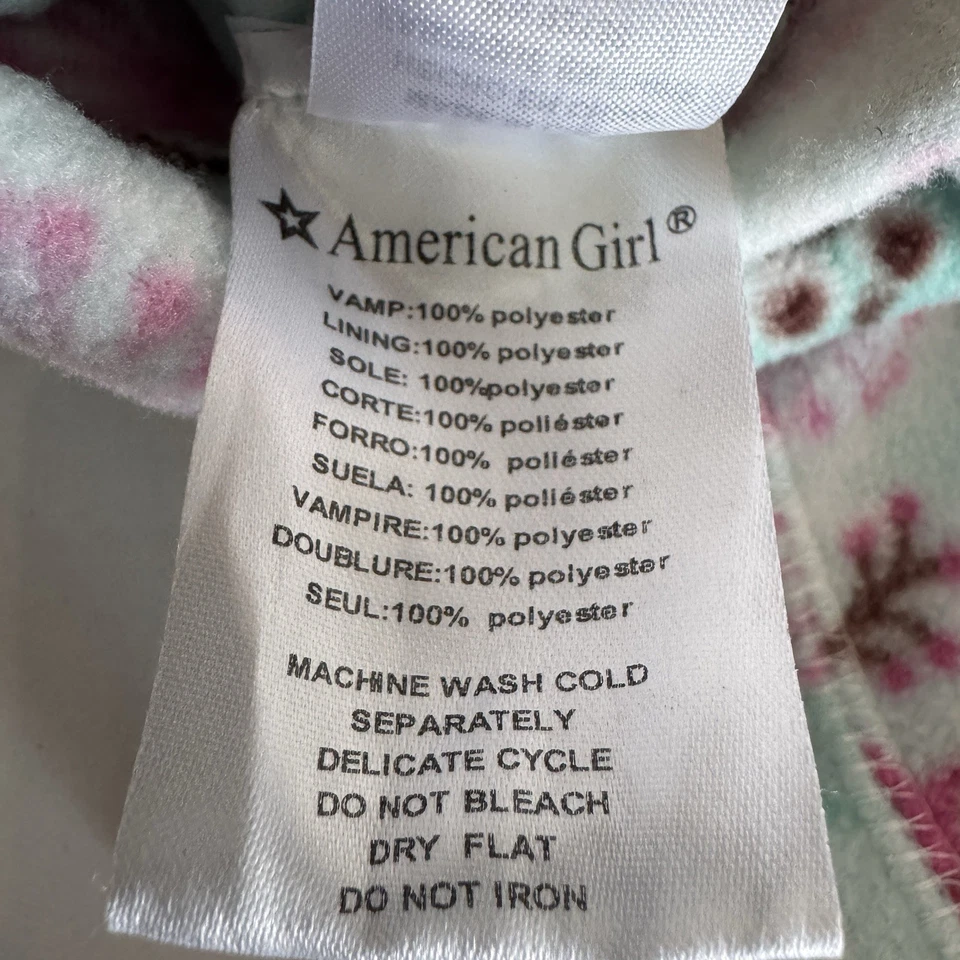 American Girl®
VAMP:100% polyester
LINING:100% polyester
SOLE: 100%polyester
CORTE:100% poliéster
FORRO:100% poliéster
SUELA: 100% poliéster
VAMPIRE:100% polyester
DOUBLURE:100% polyester
SEUL:100% polyester
MACHINE WASH COLD
SEPARATELY
DELICATE CYCLE
DO NOT BLEACH
DRY FLAT
DO NOT IRON